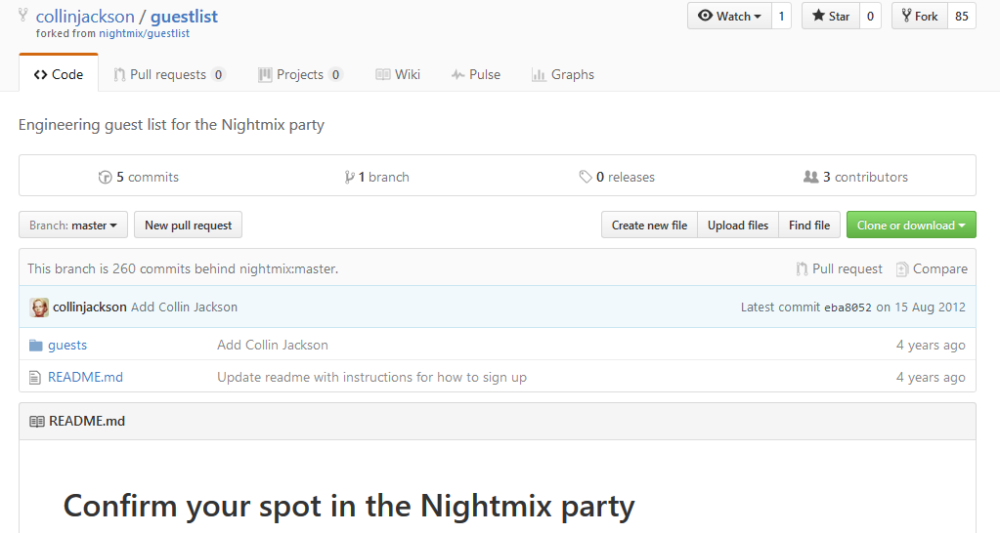 collinjackson / guestlist
Watch 1 Star 0 Fork 85
forked from nightmix/guestlist
Code Pull requests 0 Projects 0 Wiki Pulse Graphs
Engineering guest list for the Nightmix party
5 commits 1 branch 0 releases 3 contributors
Branch: master New pull request Create new file Upload files Find file Clone or download
This branch is 260 commits behind nightmix:master. Pull request Compare
collinjackson Add Collin Jackson Latest commit eba8052 on 15 Aug 2012
guests Add Collin Jackson 4 years ago
README.md Update readme with instructions for how to sign up 4 years ago
README.md
Confirm your spot in the Nightmix party